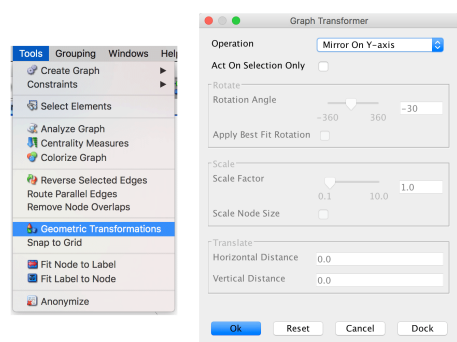 Tools Grouping Windows
Create Graph
Constraints
Select Elements
Analyze Graph
Centrality Measures
Colorize Graph
Reverse Selected Edges
Route Parallel Edges
Remove Node Overlaps
Geometric Transformations
Snap to Grid
Fit Node to Label
Fit Label to Node
Anonymize
Graph Transformer
Operation Mirror On Y-axis
Act On Selection Only
Rotate
Rotation Angle -30
-360 360
Apply Best Fit Rotation
Scale
Scale Factor 1.0
0.1 10.0
Scale Node Size
Translate
Horizontal Distance 0.0
Vertical Distance 0.0
Ok Reset Cancel Dock